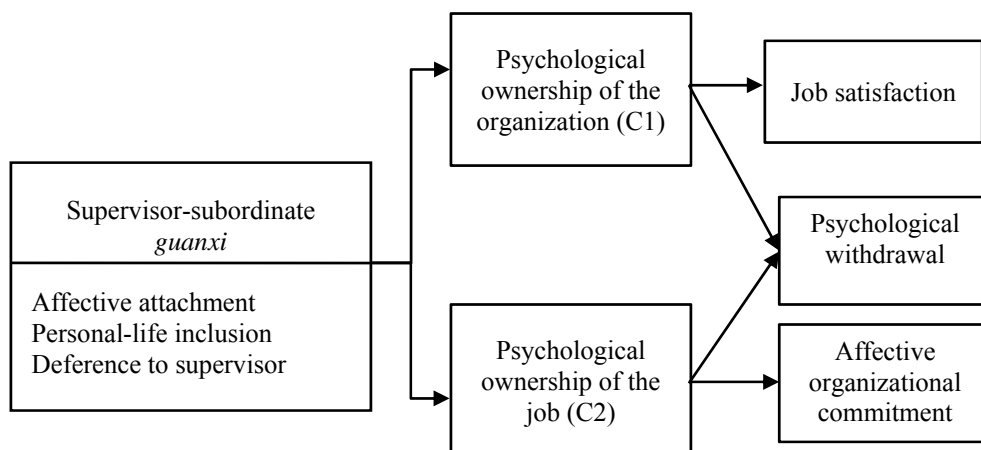 Psychological
ownership of the
organization (C1)
Job satisfaction
Supervisor-subordinate
guanxi
Affective attachment
Personal-life inclusion
Deference to supervisor
Psychological
withdrawal
Psychological
ownership of the
job (C2)
Affective
organizational
commitment